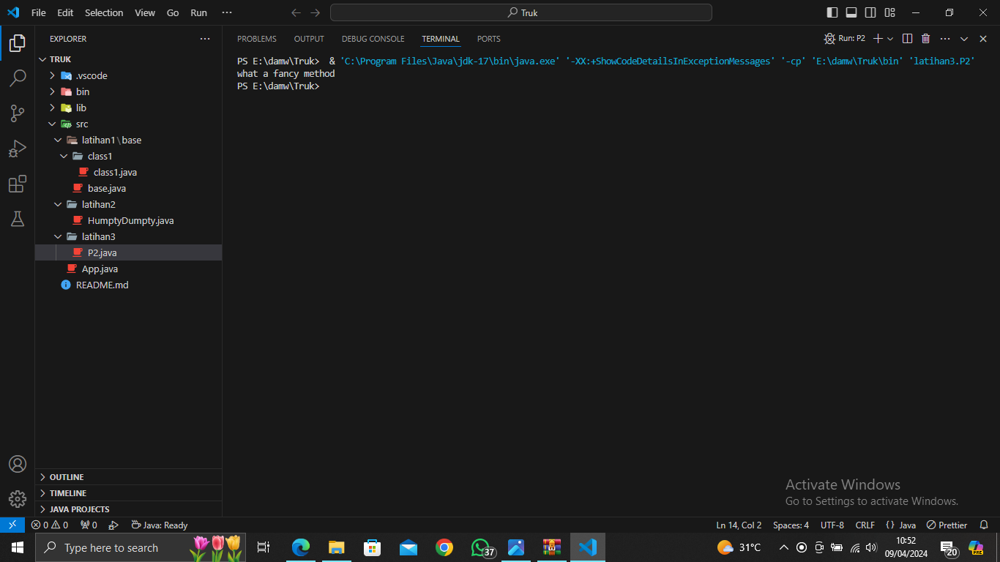 File Edit Selection View Go Run ···
Truk
EXPLORER ···
PROBLEMS OUTPUT DEBUG CONSOLE TERMINAL PORTS
Run: P2
TRUK
.vscode
bin
lib
src
latihan1\base
class1
class1.java
base.java
latihan2
HumptyDumpty.java
latihan3
P2.java
App.java
README.md
PS E:\damw\Truk> & 'C:\Program Files\Java\jdk-17\bin\java.exe' '-XX:+ShowCodeDetailsInExceptionMessages' '-cp' 'E:\damw\Truk\bin' 'latihan3.P2'
what a fancy method
PS E:\damw\Truk>
OUTLINE
TIMELINE
JAVA PROJECTS
Activate Windows
Go to Settings to activate Windows.
0 0 0 Java: Ready
Ln 14, Col 2 Spaces: 4 UTF-8 CRLF {} Java Prettier
Type here to search
37
31°C
10:52
09/04/2024
20
PRE